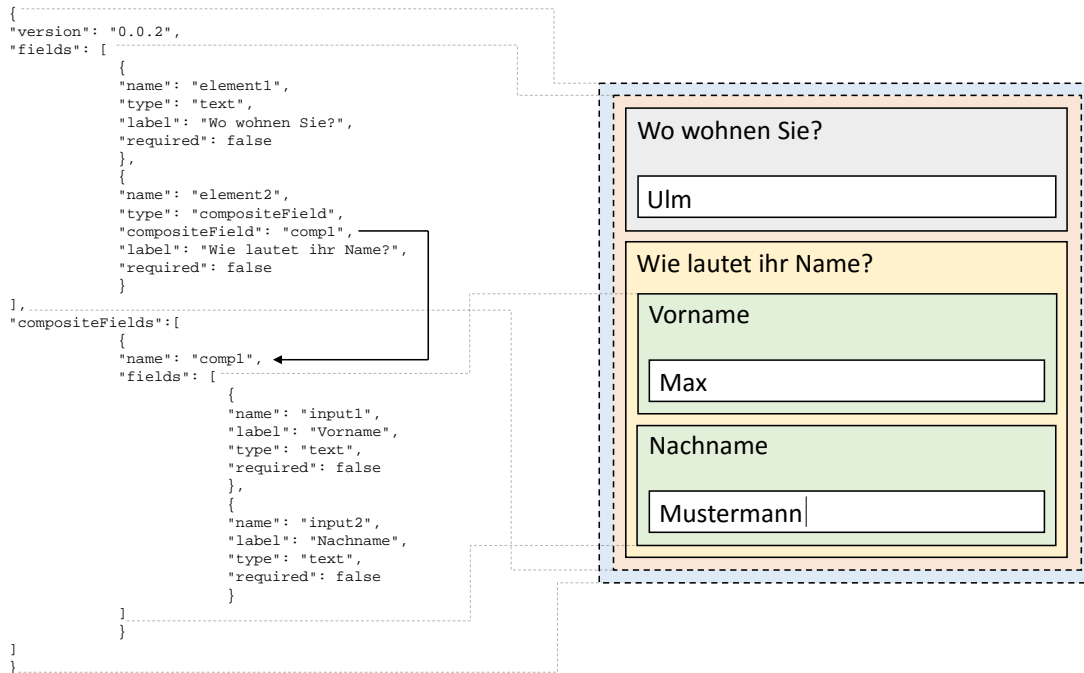 {
"version": "0.0.2",
"fields": [
{
"name": "element1",
"type": "text",
"label": "Wo wohnen Sie?",
"required": false
},
{
"name": "element2",
"type": "compositeField",
"compositeField": "comp1",
"label": "Wie lautet ihr Name?",
"required": false
}
],
"compositeFields":[
{
"name": "comp1",
"fields": [
{
"name": "input1",
"label": "Vorname",
"type": "text",
"required": false
},
{
"name": "input2",
"label": "Nachname",
"type": "text",
"required": false
}
]
}
]
}
Wo wohnen Sie?
Ulm
Wie lautet ihr Name?
Vorname
Max
Nachname
Mustermann